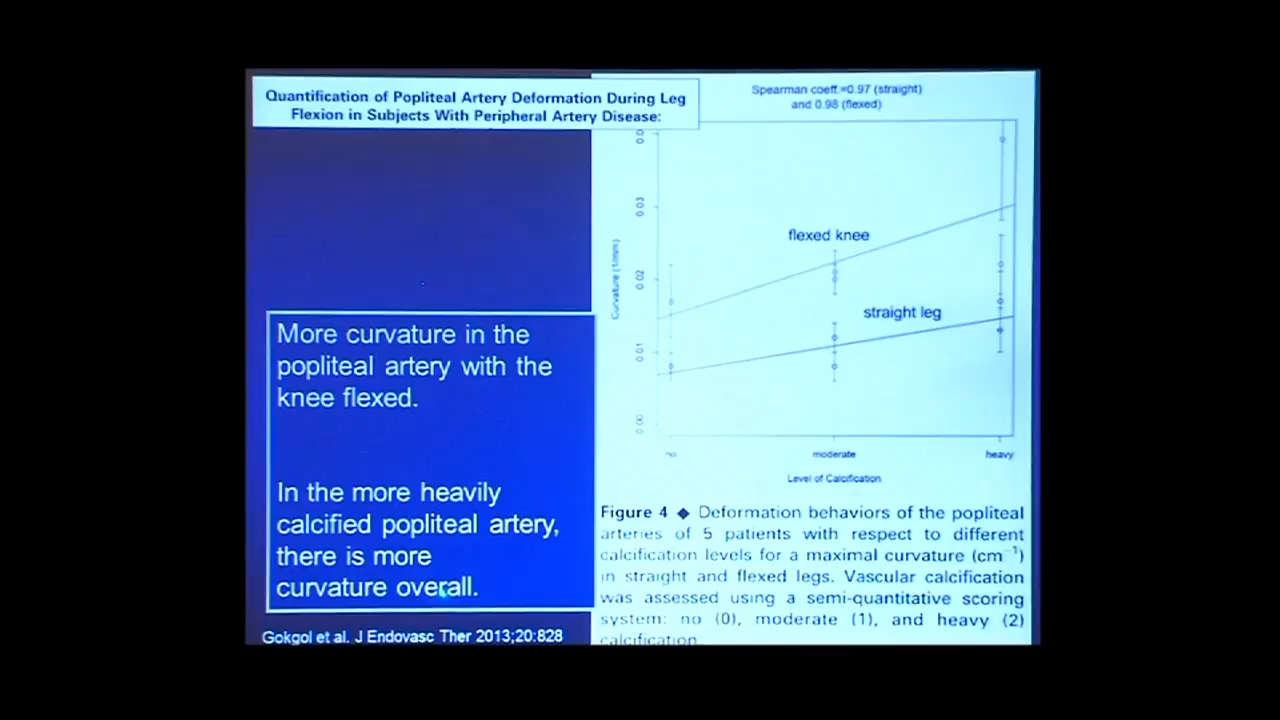 Quantification of Popliteal Artery Deformation During Leg
Flexion in Subjects With Peripheral Artery Disease:
More curvature in the
popliteal artery with the
knee flexed.
In the more heavily
calcified popliteal artery,
there is more
curvature overall.
Gokgol et al. J Endovasc Ther 2013;20:828
Spearman coeff.=0.97 (straight)
and 0.98 (flexed)
0.0
0.03
0.02
0.01
0.00
Curvature (1/mm)
flexed knee
straight leg
no
moderate
heavy
Level of Calcification
Figure 4 ◆ Deformation behaviors of the popliteal
arteries of 5 patients with respect to different
calcification levels for a maximal curvature (cm⁻¹)
in straight and flexed legs. Vascular calcification
was assessed using a semi-quantitative scoring
system: no (0), moderate (1), and heavy (2)
calcification